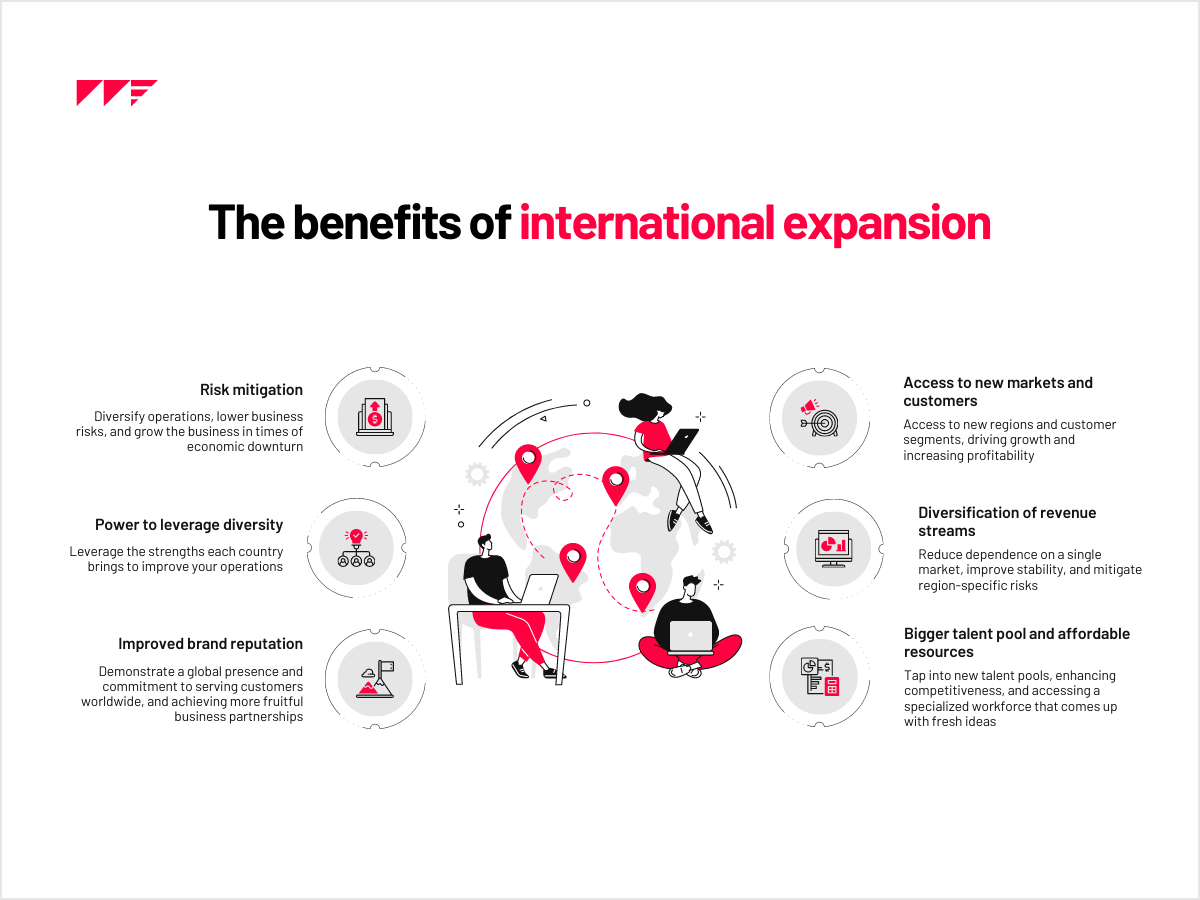 The benefits of international expansion
Risk mitigation
Diversify operations, lower business
risks, and grow the business in times of
economic downturn
Power to leverage diversity
Leverage the strengths each country
brings to improve your operations
Improved brand reputation
Demonstrate a global presence and
commitment to serving customers
worldwide, and achieving more fruitful
business partnerships
Access to new markets and
customers
Access to new regions and customer
segments, driving growth and
increasing profitability
Diversification of revenue
streams
Reduce dependence on a single
market, improve stability, and mitigate
region-specific risks
Bigger talent pool and affordable
resources
Tap into new talent pools, enhancing
competitiveness, and accessing a
specialized workforce that comes up
with fresh ideas